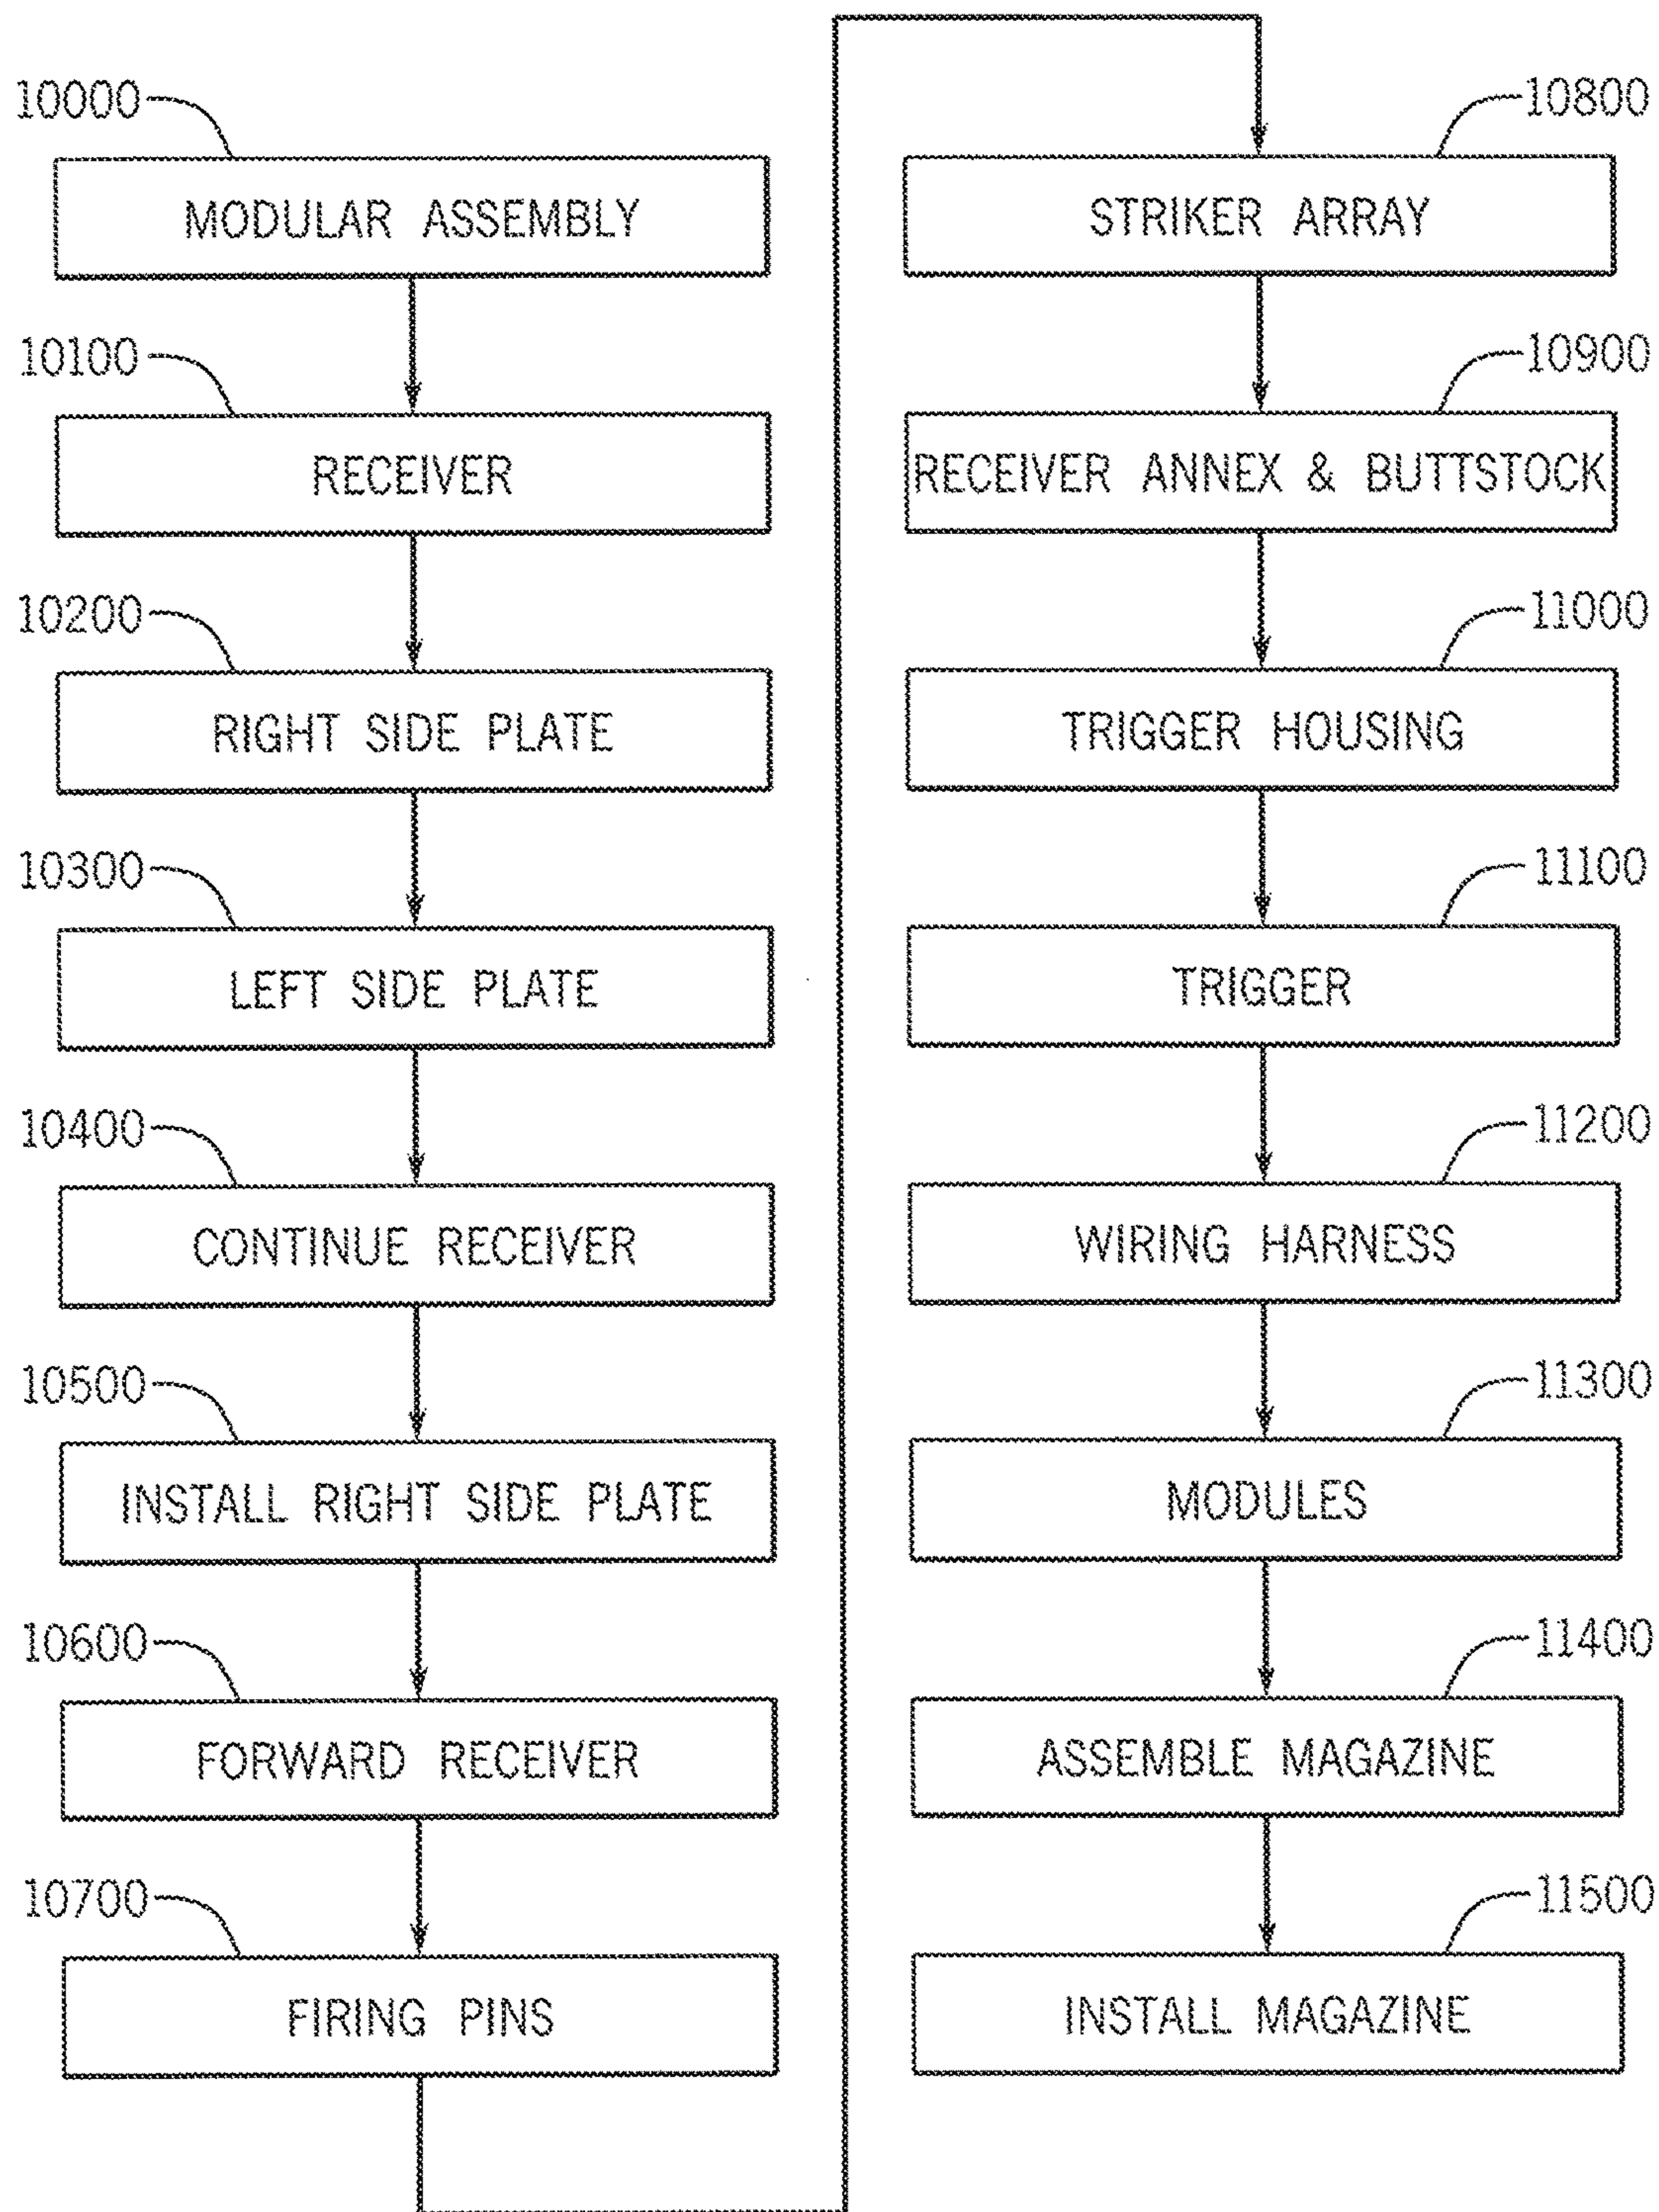 10000
MODULAR ASSEMBLY
10100
RECEIVER
10200
RIGHT SIDE PLATE
10300
LEFT SIDE PLATE
10400
CONTINUE RECEIVER
10500
INSTALL RIGHT SIDE PLATE
10600
FORWARD RECEIVER
10700
FIRING PINS
10800
STRIKER ARRAY
10900
RECEIVER ANNEX & BUTTSTOCK
11000
TRIGGER HOUSING
11100
TRIGGER
11200
WIRING HARNESS
11300
MODULES
11400
ASSEMBLE MAGAZINE
11500
INSTALL MAGAZINE